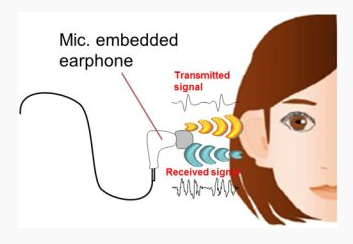 Mic. embedded
earphone
Transmitted
signal
Received signal